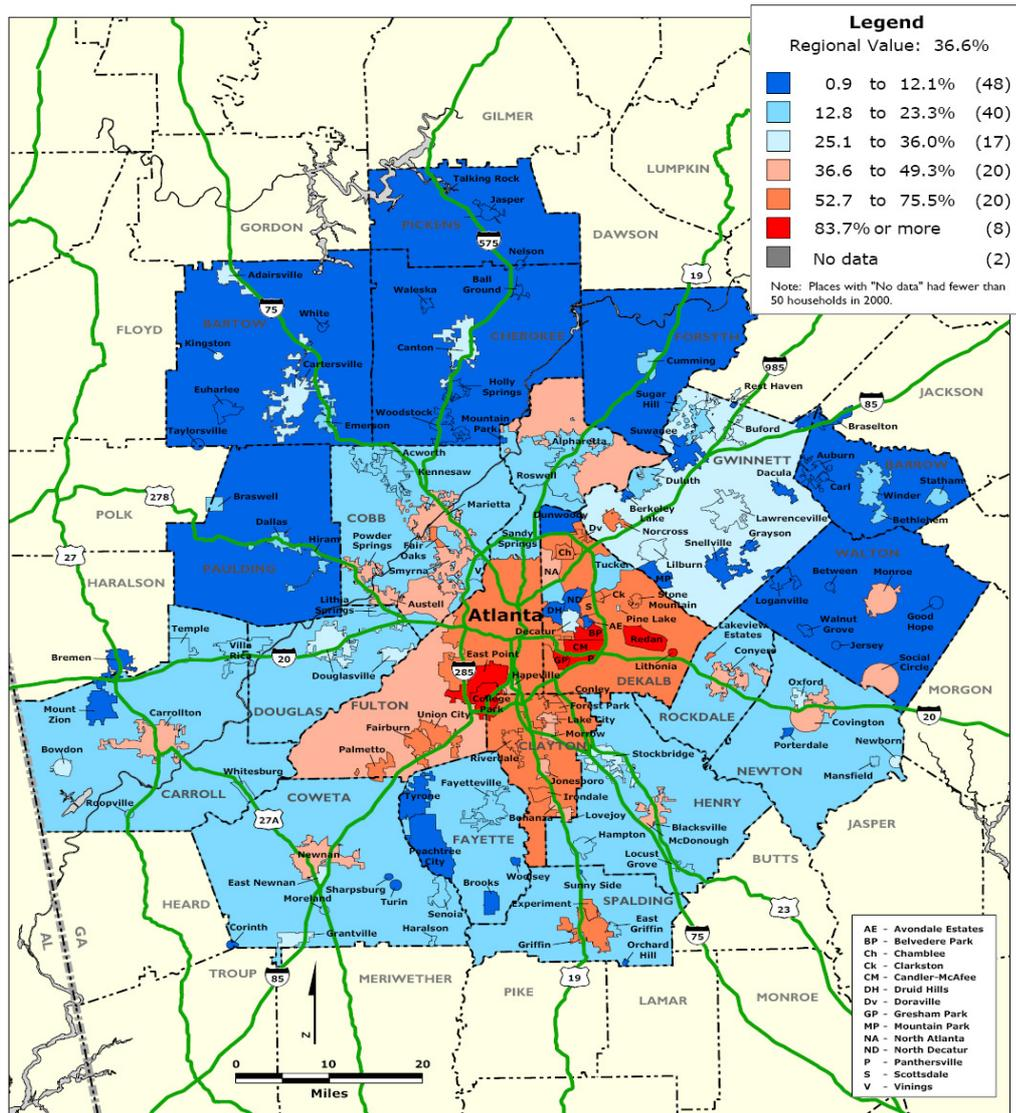 Legend
Regional Value: 36.6%
0.9 to 12.1% (48)
12.8 to 23.3% (40)
25.1 to 36.0% (17)
36.6 to 49.3% (20)
52.7 to 75.5% (20)
83.7% or more (8)
No data (2)
Note: Places with "No data" had fewer than
50 households in 2000.
GILMER
LUMPKIN
Talking Rock
Jasper
PICKENS
GORDON
575
DAWSON
Nelson
19
Adairsville
Ball
Ground
Waleska
75
White
FLOYD
BARTOW
CHEROKEE
FORSYTH
Kingston
Canton
Cartersville
Cumming
985
Rest Haven
JACKSON
Euharlee
Holly
Springs
Sugar
Hill
85
Woodstock
Mountain
Park
Taylorsville
Emerson
Suwanee
Buford
Braselton
Alpharetta
Acworth
GWINNETT
Auburn
BARROW
Kennesaw
Roswell
Dacula
Duluth
Carl
Winder
Statham
278
Braswell
Marietta
POLK
COBB
Berkeley
Lake
Lawrenceville
Bethlehem
Dallas
Powder
Springs
Dunwoody
Dv
Norcross
Grayson
Hiram
Fair
Oaks
Sandy
Springs
Ch
Snellville
27
WALTON
PAULDING
Smyrna
V
NA
Tucker
Lilburn
Between
Monroe
HARALSON
MP
Lithia
Springs
Austell
ND
Ck
Stone
Mountain
Loganville
DH
S
Atlanta
AE
Pine Lake
Walnut
Grove
Good
Hope
Temple
Decatur
BP
Redan
Lakeview
Estates
Villa
Rica
CM
Jersey
Bremen
20
East Point
GP
P
Lithonia
Conyers
Social
Circle
285
Douglasville
Hapeville
DEKALB
Oxford
MORGON
Mount
Zion
Carrollton
DOUGLAS
FULTON
College
Park
Conley
Forest Park
ROCKDALE
Covington
20
Union City
Lake City
Fairburn
Morrow
Porterdale
Newborn
Bowdon
Palmetto
CLAYTON
Riverdale
Stockbridge
NEWTON
Mansfield
Whitesburg
Fayetteville
Jonesboro
CARROLL
COWETA
Tyrone
Irondale
HENRY
Roopville
27A
Bonanza
Lovejoy
Blacksville
JASPER
FAYETTE
Hampton
McDonough
Newnan
Peachtree
City
Locust
Grove
BUTTS
East Newnan
Woolsey
Sharpsburg
Brooks
Sunny Side
HEARD
Moreland
Turin
Experiment
SPALDING
23
Senoia
East
Griffin
Corinth
Grantville
Haralson
Griffin
Orchard
Hill
75
AL
GA
TROUP
85
MERIWETHER
PIKE
19
LAMAR
MONROE
N
0 10 20
Miles
AE - Avondale Estates
BP - Belvedere Park
Ch - Chamblee
Ck - Clarkston
CM - Candler-McAfee
DH - Druid Hills
Dv - Doraville
GP - Gresham Park
MP - Mountain Park
NA - North Atlanta
ND - North Decatur
P - Panthersville
S - Scottsdale
V - Vinings